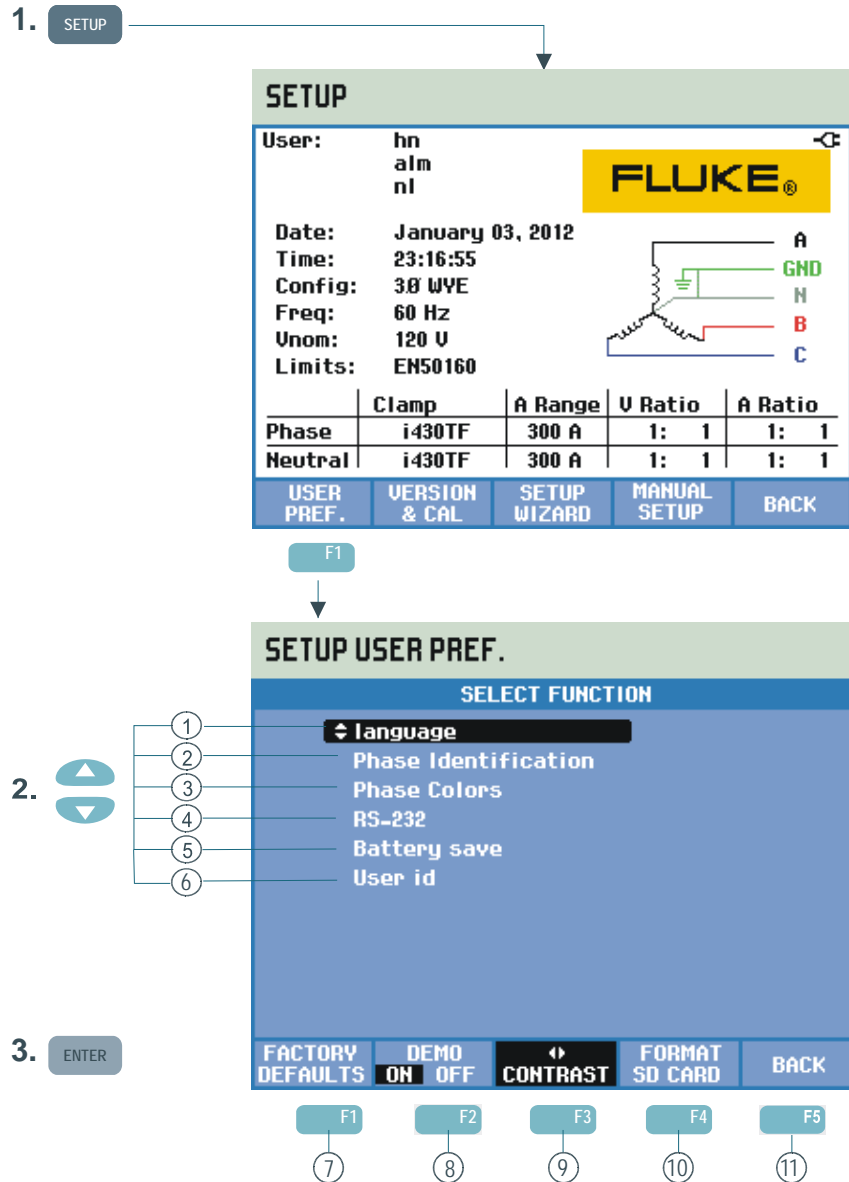 1. SETUP
SETUP
User: hn
alm
nl
FLUKE®
Date: January 03, 2012
Time: 23:16:55
Config: 3Ø WYE
Freq: 60 Hz
Vnom: 120 V
Limits: EN50160
A
GND
N
B
C
Clamp A Range V Ratio A Ratio
Phase i430TF 300 A 1: 1 1: 1
Neutral i430TF 300 A 1: 1 1: 1
USER PREF. VERSION & CAL SETUP WIZARD MANUAL SETUP BACK
F1
SETUP USER PREF.
SELECT FUNCTION
2.
1 language
2 Phase Identification
3 Phase Colors
4 RS-232
5 Battery save
6 User id
3. ENTER
FACTORY DEFAULTS DEMO ON OFF CONTRAST FORMAT SD CARD BACK
F1 F2 F3 F4 F5
7 8 9 10 11